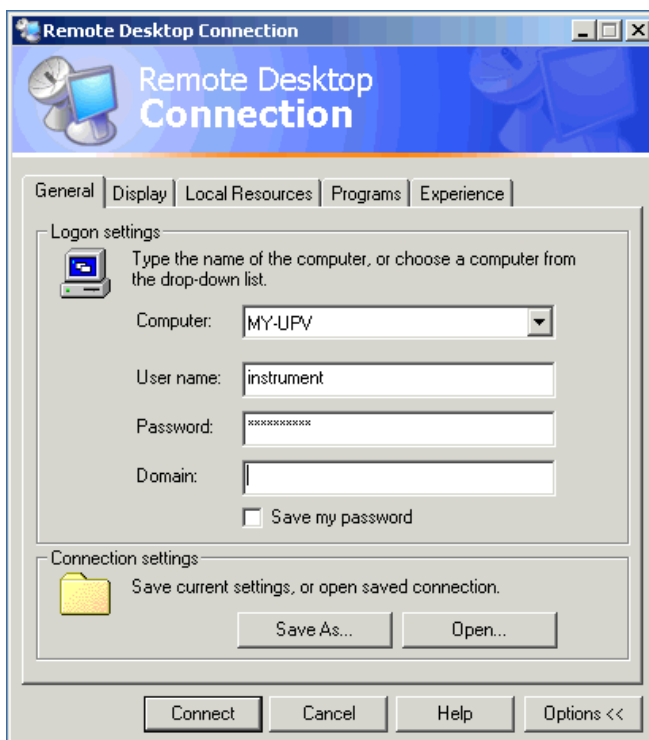 Remote Desktop Connection
Remote Desktop
Connection
General Display Local Resources Programs Experience
Logon settings
Type the name of the computer, or choose a computer from
the drop-down list.
Computer: MY-UPV
User name: instrument
Password: **********
Domain:
Save my password
Connection settings
Save current settings, or open saved connection.
Save As... Open...
Connect Cancel Help Options <<